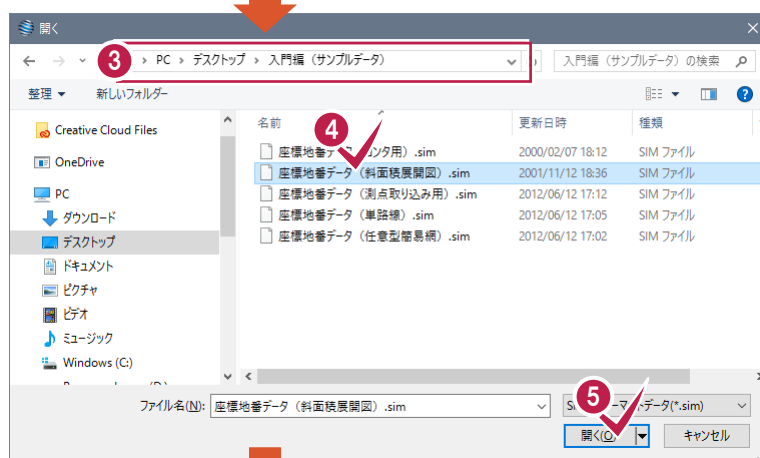 開く
3
PC > デスクトップ > 入門編（サンプルデータ）
入門編（サンプルデータ）の検索
整理
新しいフォルダー
?
Creative Cloud Files
OneDrive
PC
ダウンロード
デスクトップ
ドキュメント
ピクチャ
ビデオ
ミュージック
Windows (C:)
名前 更新日時 種類
4
座標地番データ 用）.sim 2000/02/07 18:12 SIM ファイル
座標地番データ（斜面積展開図）.sim 2001/11/12 18:36 SIM ファイル
座標地番データ（測点取り込み用）.sim 2012/06/12 17:12 SIM ファイル
座標地番データ（単路線）.sim 2012/06/12 17:05 SIM ファイル
座標地番データ（任意型簡易網）.sim 2012/06/12 17:02 SIM ファイル
ファイル名(N): 座標地番データ（斜面積展開図）.sim
データ(*.sim)
5
開く(O)
キャンセル